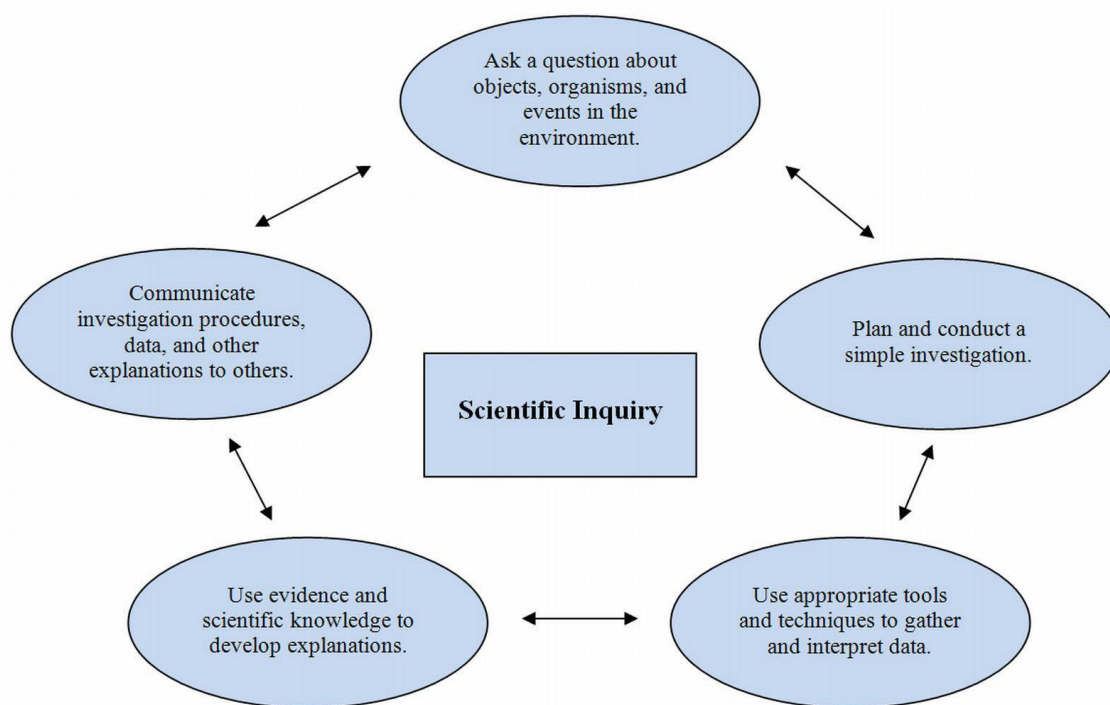 Ask a question about
objects, organisms, and
events in the
environment.
Communicate
investigation procedures,
data, and other
explanations to others.
Plan and conduct a
simple investigation.
Scientific Inquiry
Use evidence and
scientific knowledge to
develop explanations.
Use appropriate tools
and techniques to gather
and interpret data.